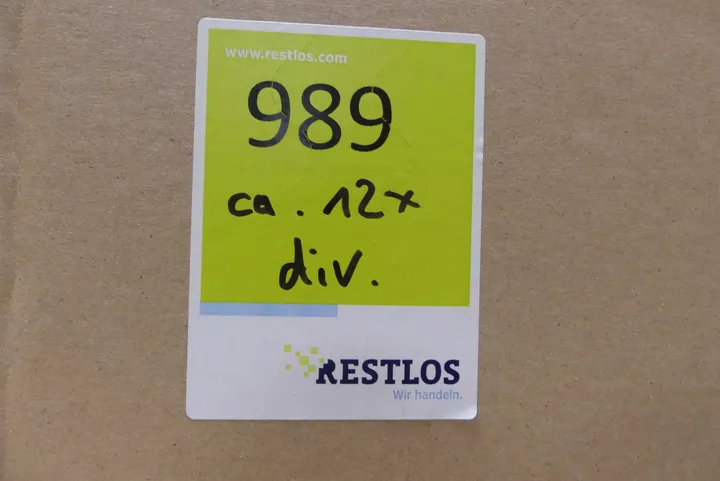 www.restlos.com
989
ca. 12x
div.
RESTLOS
Wir handeln.